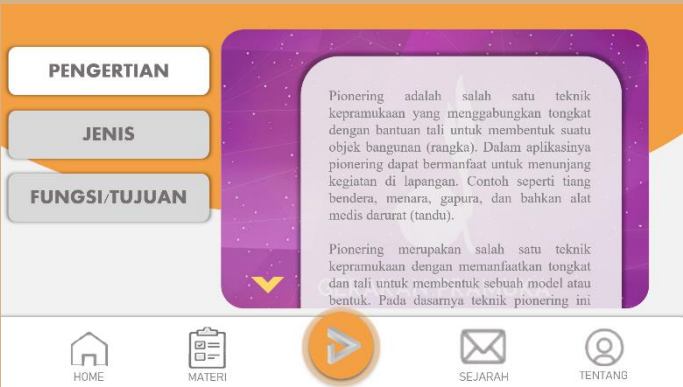 PENGERTIAN
JENIS
FUNGSI/TUJUAN
Pionering adalah salah satu teknik
kepramukaan yang menggabungkan tongkat
dengan bantuan tali untuk membentuk suatu
objek bangunan (rangka). Dalam aplikasinya
pionering dapat bermanfaat untuk menunjang
kegiatan di lapangan. Contoh seperti tiang
bendera, menara, gapura, dan bahkan alat
medis darurat (tandu).
Pionering merupakan salah satu teknik
kepramukaan dengan memanfaatkan tongkat
dan tali untuk membentuk sebuah model atau
bentuk. Pada dasarnya teknik pionering ini
GERAKAN PRAMUKA
HOME
MATERI
SEJARAH
TENTANG